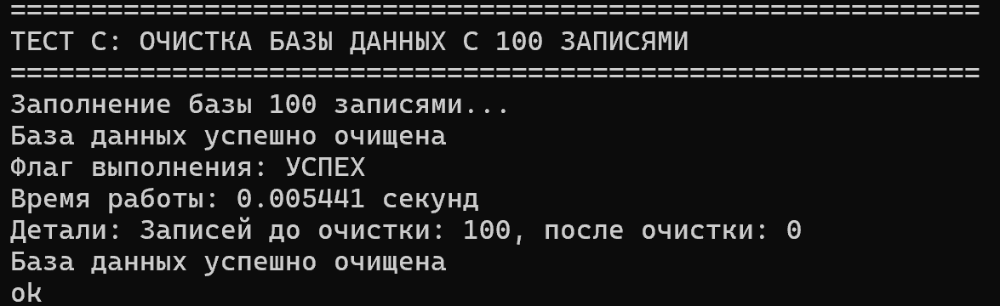 ============================================================
ТЕСТ C: ОЧИСТКА БАЗЫ ДАННЫХ С 100 ЗАПИСЯМИ
============================================================
Заполнение базы 100 записями...
База данных успешно очищена
Флаг выполнения: УСПЕХ
Время работы: 0.005441 секунд
Детали: Записей до очистки: 100, после очистки: 0
База данных успешно очищена
ok